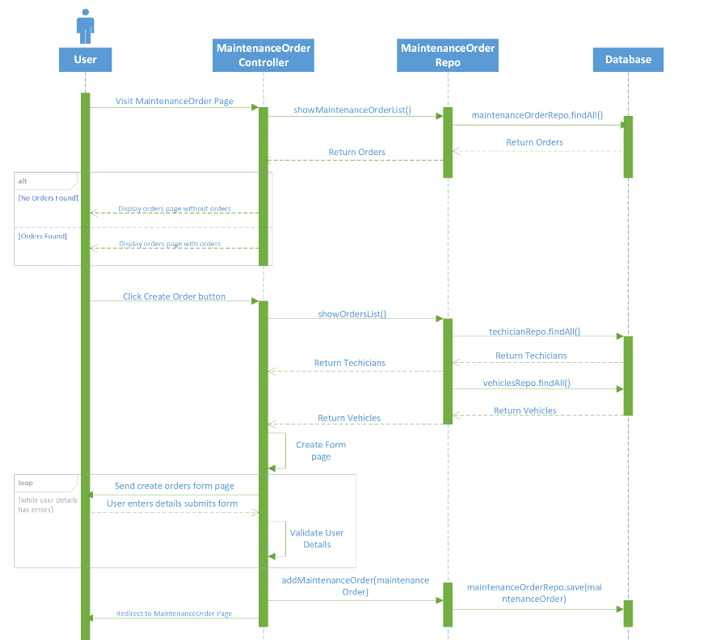 User
MaintenanceOrder
Controller
MaintenanceOrder
Repo
Database
Visit MaintenanceOrder Page
showMaintenanceOrderList()
maintenanceOrderRepo.findAll()
Return Orders
Return Orders
alt
[No Orders Found]
Display orders page without orders
[Orders Found]
Display orders page with orders
Click Create Order button
showOrdersList()
techicianRepo.findAll()
Return Techicians
Return Techicians
vehiclesRepo.findAll()
Return Vehicles
Return Vehicles
Create Form
page
loop
[while user Details
has errors]
Send create orders form page
User enters details submits form
Validate User
Details
addMaintenanceOrder(maintenance
Order)
maintenanceOrderRepo.save(mai
ntenanceOrder)
Redirect to MaintenanceOrder Page